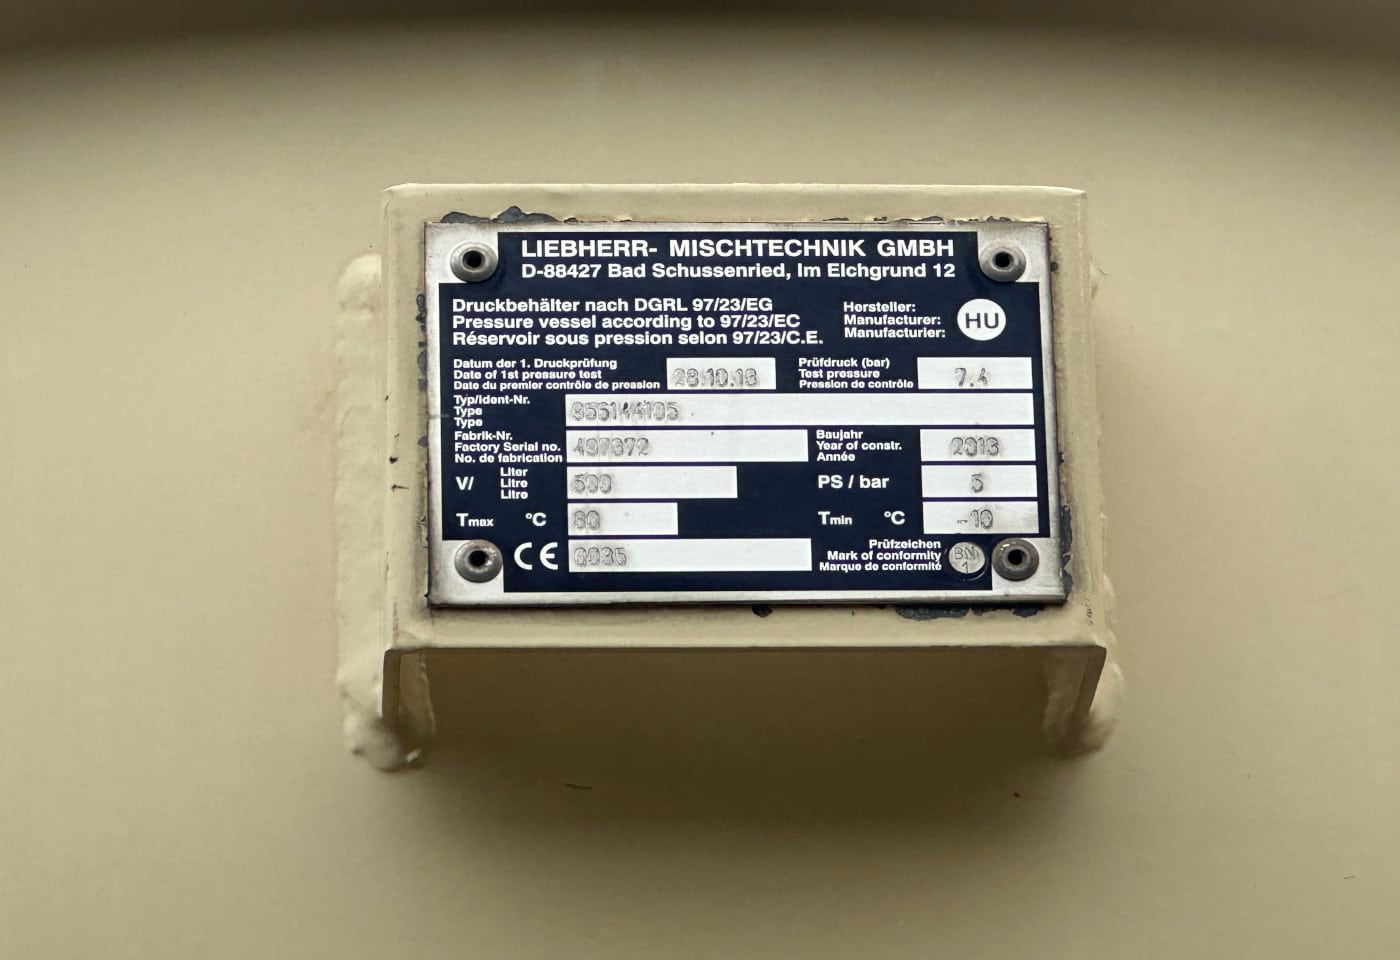 LIEBHERR- MISCHTECHNIK GMBH
D-88427 Bad Schussenried, Im Elchgrund 12
Druckbehälter nach DGRL 97/23/EG
Pressure vessel according to 97/23/EC
Réservoir sous pression selon 97/23/C.E.
Hersteller:
Manufacturer:
Manufacturier:
HU
Datum der 1. Druckprüfung
Date of 1st pressure test
Date du premier contrôle de pression
Prüfdruck (bar)
Test pressure
Pression de contrôle
7.4
Typ/Ident-Nr.
Type
Type
Fabrik-Nr.
Factory Serial no.
No. de fabrication
Baujahr
Year of constr.
Année
V/
Liter
Litre
Litre
PS / bar
5
Tmax °C
Tmin °C
-10
CE
0035
Prüfzeichen
Mark of conformity
Marque de conformité
BN
1